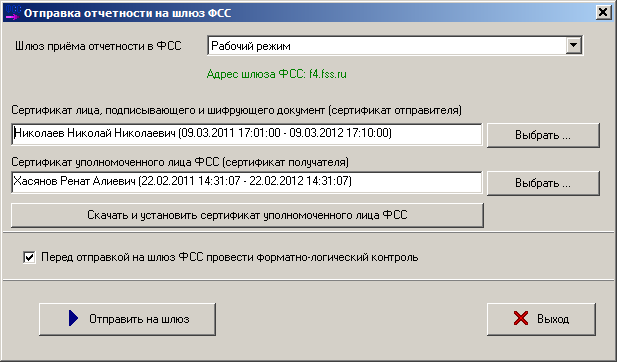 Отправка отчетности на шлюз ФСС
Шлюз приёма отчетности в ФСС
Рабочий режим
Адрес шлюза ФСС: f4.fss.ru
Сертификат лица, подписывающего и шифрующего документ (сертификат отправителя)
Николаев Николай Николаевич (09.03.2011 17:01:00 - 09.03.2012 17:10:00)
Выбрать ...
Сертификат уполномоченного лица ФСС (сертификат получателя)
Хасянов Ренат Алиевич (22.02.2011 14:31:07 - 22.02.2012 14:31:07)
Выбрать ...
Скачать и установить сертификат уполномоченного лица ФСС
Перед отправкой на шлюз ФСС провести форматно-логический контроль
Отправить на шлюз
Выход